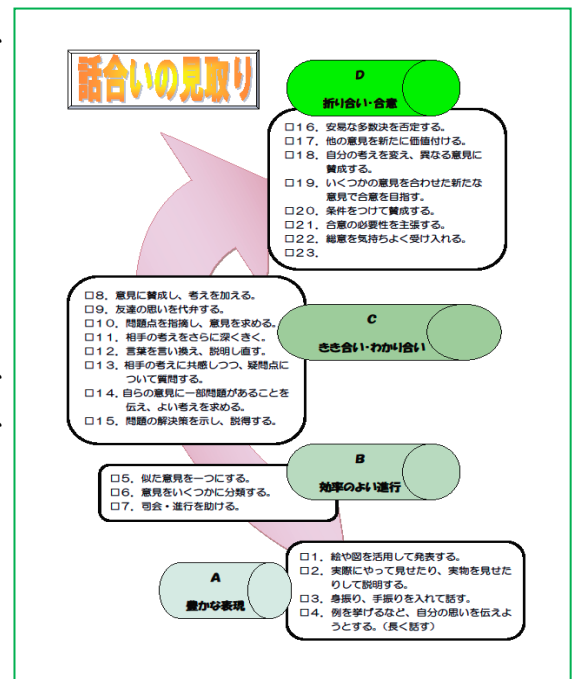 話合いの見取り
D
折り合い・合意
□16．安易な多数決を否定する。
□17．他の意見を新たに価値付ける。
□18．自分の考えを変え、異なる意見に
賛成する。
□19．いくつかの意見を合わせた新たな
意見で合意を目指す。
□20．条件をつけて賛成する。
□21．合意の必要性を主張する。
□22．総意を気持ちよく受け入れる。
□23．
□8．意見に賛成し、考えを加える。
□9．友達の思いを代弁する。
□10．問題点を指摘し、意見を求める。
□11．相手の考えをさらに深くきく。
□12．言葉を言い換え、説明し直す。
□13．相手の考えに共感しつつ、疑問点に
ついて質問する。
□14．自らの意見に一部問題があることを
伝え、よい考えを求める。
□15．問題の解決策を示し、説得する。
C
きき合い・わかり合い
B
効率のよい進行
□5．似た意見を一つにする。
□6．意見をいくつかに分類する。
□7．司会・進行を助ける。
A
豊かな表現
□1．絵や図を活用して発表する。
□2．実際にやって見せたり、実物を見せた
りして説明する。
□3．身振り、手振りを入れて話す。
□4．例を挙げるなど、自分の思いを伝えよ
うとする。（長く話す）